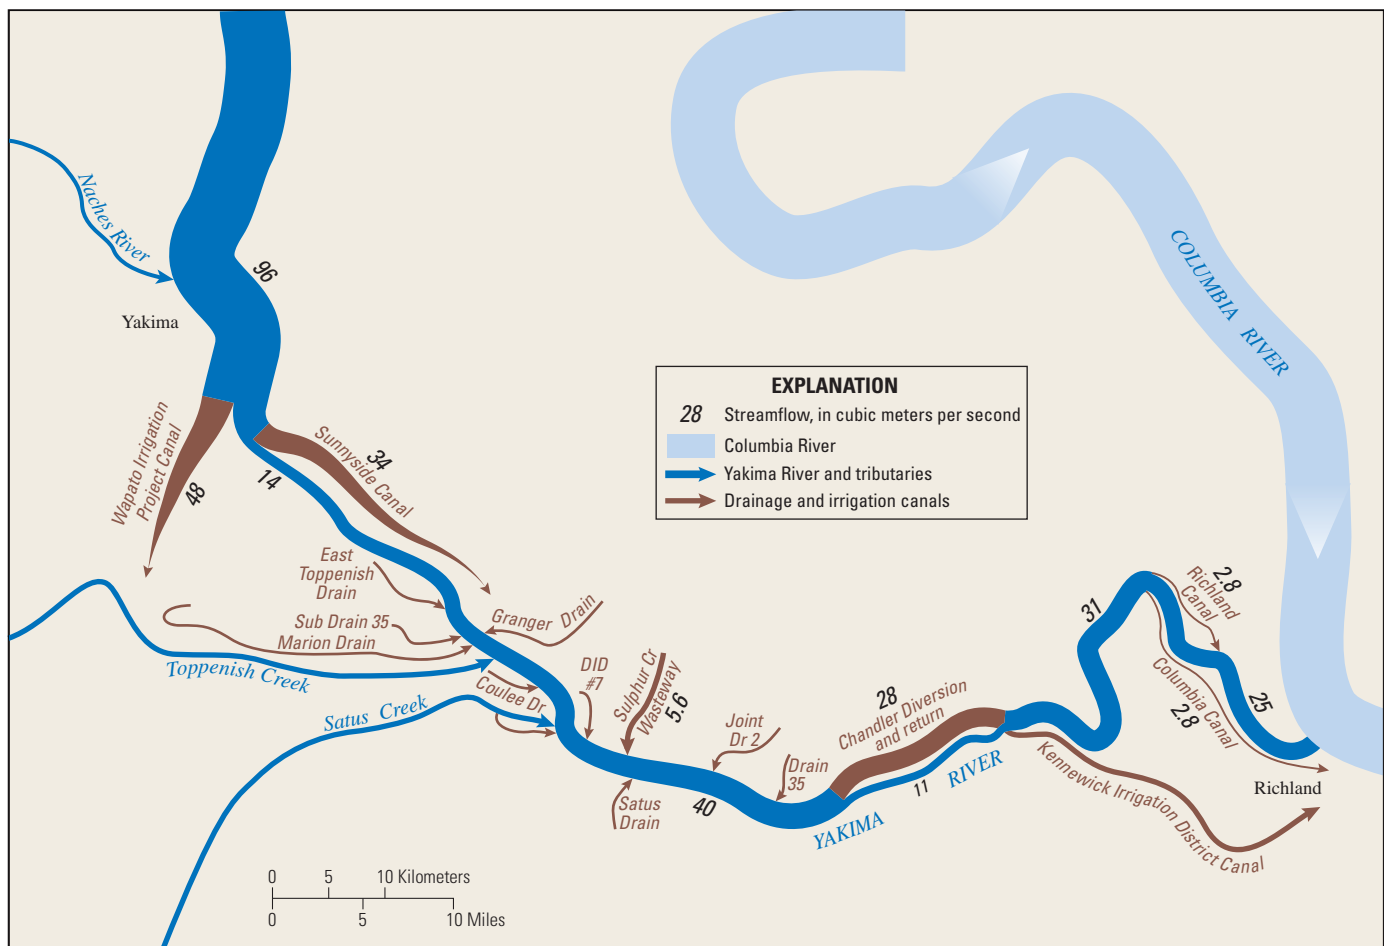 Naches River
Yakima
96
COLUMBIA RIVER
EXPLANATION
28 Streamflow, in cubic meters per second
Columbia River
Yakima River and tributaries
Drainage and irrigation canals
Wapato Irrigation
Project Canal
48
14
Sunnyside Canal
34
East
Toppenish
Drain
Sub Drain 35
Marion Drain
Granger Drain
Toppenish Creek
Satus Creek
Coulee Dr
DID
#7
Sulphur Cr
Wasteway
5.6
Satus
Drain
40
Joint
Dr 2
Drain
35
28
Chandler Diversion
and return
11
YAKIMA RIVER
31
2.8
Richland
Canal
Columbia Canal
2.8
25
Kennewick Irrigation District Canal
Richland
0 5 10 Kilometers
0 5 10 Miles